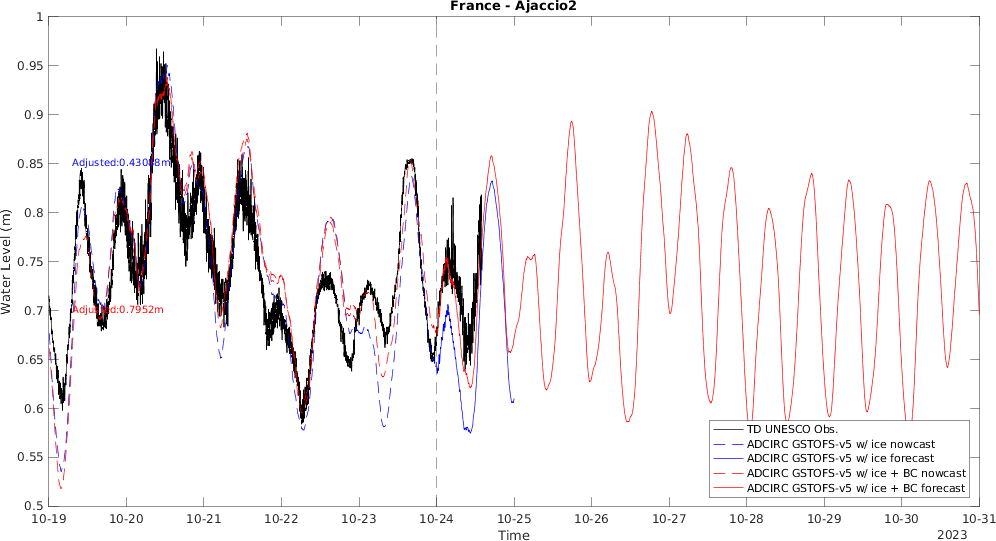 France - Ajaccio2
Water Level (m)
1
0.95
0.9
0.85
0.8
0.75
0.7
0.65
0.6
0.55
0.5
Adjusted:0.43088m
Adjusted:0.7952m
TD UNESCO Obs.
ADCIRC GSTOFS-v5 w/ ice nowcast
ADCIRC GSTOFS-v5 w/ ice forecast
ADCIRC GSTOFS-v5 w/ ice + BC nowcast
ADCIRC GSTOFS-v5 w/ ice + BC forecast
10-19 10-20 10-21 10-22 10-23 10-24 10-25 10-26 10-27 10-28 10-29 10-30 10-31
Time
2023